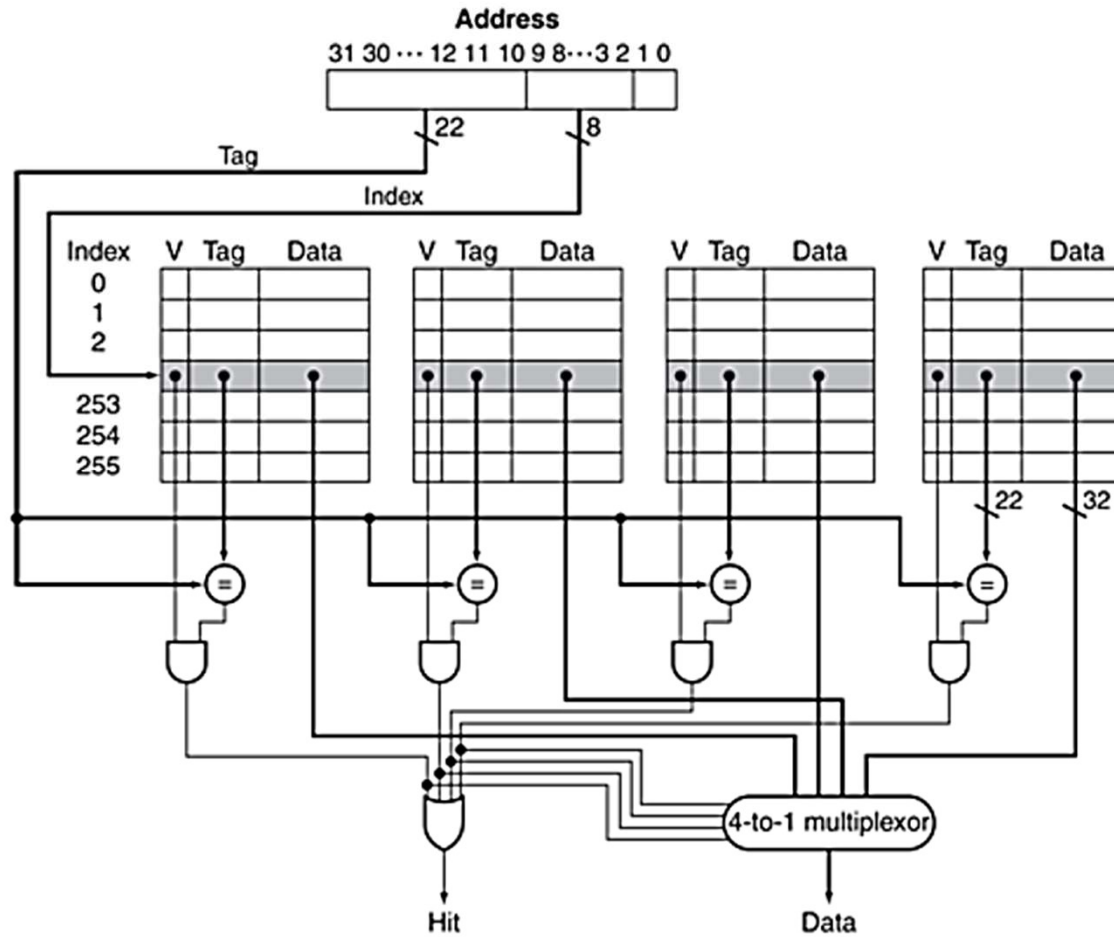 Address
31 30 ··· 12 11 10 9 8···3 2 1 0
22
8
Tag
Index
Index V Tag Data V Tag Data V Tag Data V Tag Data
0
1
2
253
254
255
22
32
= = = =
4-to-1 multiplexor
Hit
Data